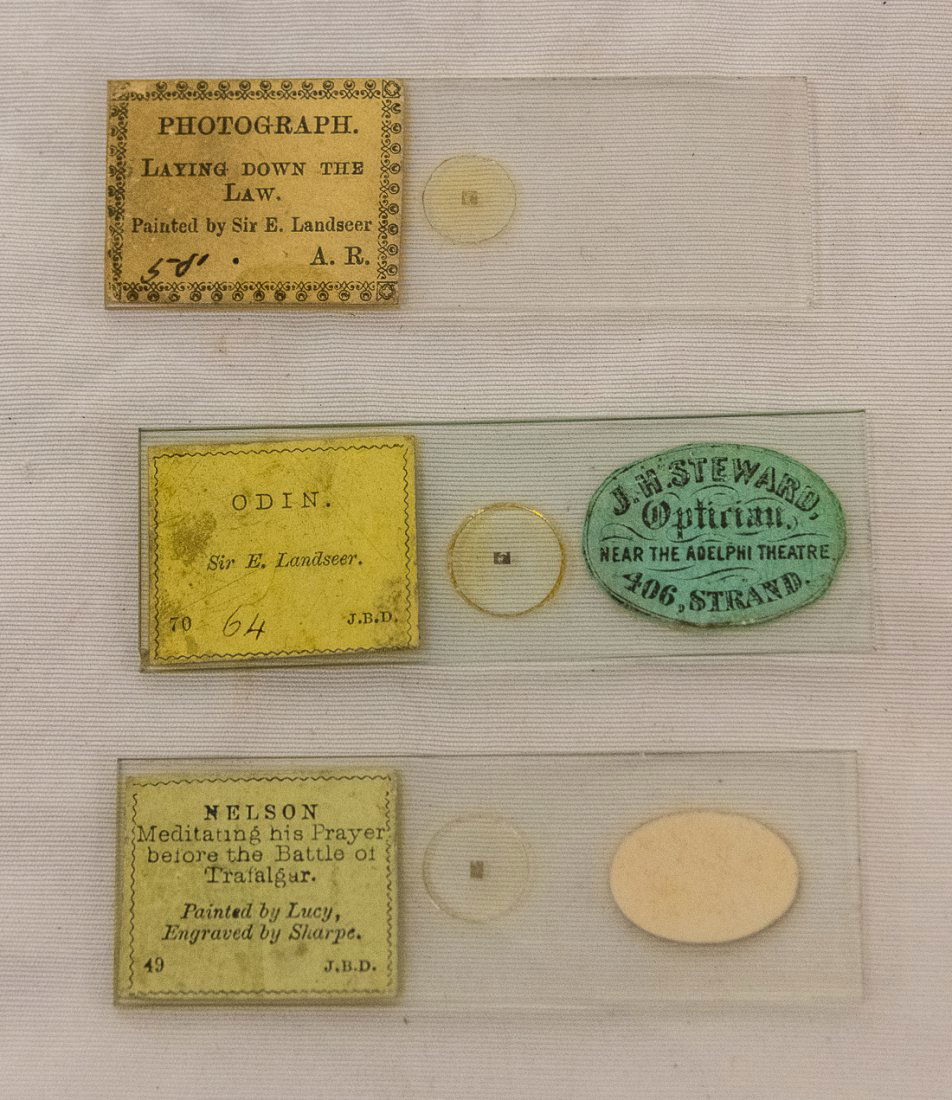 PHOTOGRAPH.
LAYING DOWN THE
LAW.
Painted by Sir E. Landseer
A. R.
ODIN.
Sir E. Landseer.
70 64 J.B.D.
J.H.STEWARD,
Optician,
NEAR THE ADELPHI THEATRE
406, STRAND.
NELSON
Meditating his Prayer
before the Battle of
Trafalgar.
Painted by Lucy,
Engraved by Sharpe.
49 J.B.D.